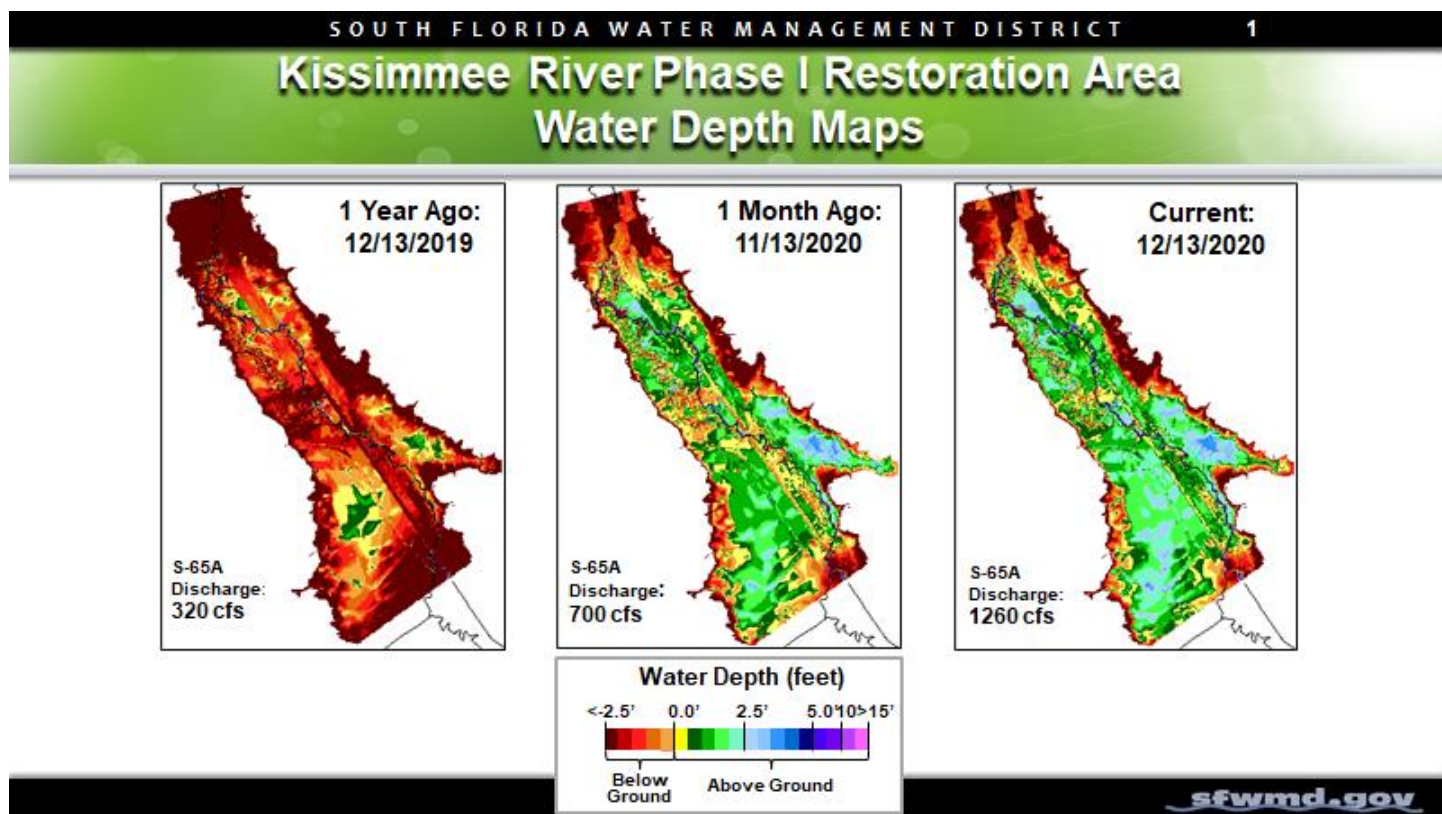 SOUTH FLORIDA WATER MANAGEMENT DISTRICT 1
Kissimmee River Phase I Restoration Area
Water Depth Maps
1 Year Ago:
12/13/2019
S-65A
Discharge:
320 cfs
1 Month Ago:
11/13/2020
S-65A
Discharge:
700 cfs
Current:
12/13/2020
S-65A
Discharge:
1260 cfs
Water Depth (feet)
<-2.5' 0.0' 2.5' 5.0'10>15'
Below
Ground
Above Ground
sfwmd.gov